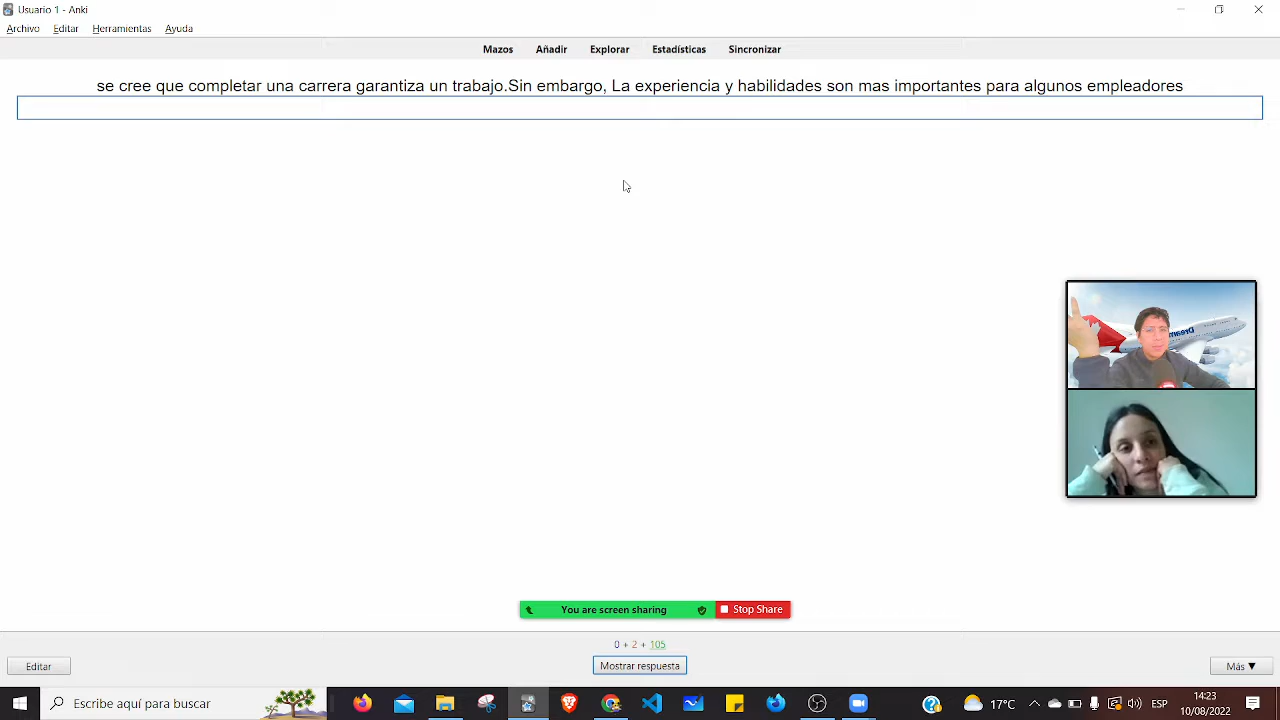 Usuario 1 - Anki
Archivo Editar Herramientas Ayuda
Mazos Añadir Explorar Estadísticas Sincronizar
se cree que completar una carrera garantiza un trabajo.Sin embargo, La experiencia y habilidades son mas importantes para algunos empleadores
You are screen sharing Stop Share
0 + 2 + 105
Editar Mostrar respuesta Más ▼
Escribe aquí para buscar 17°C ESP 14:23
10/08/2022